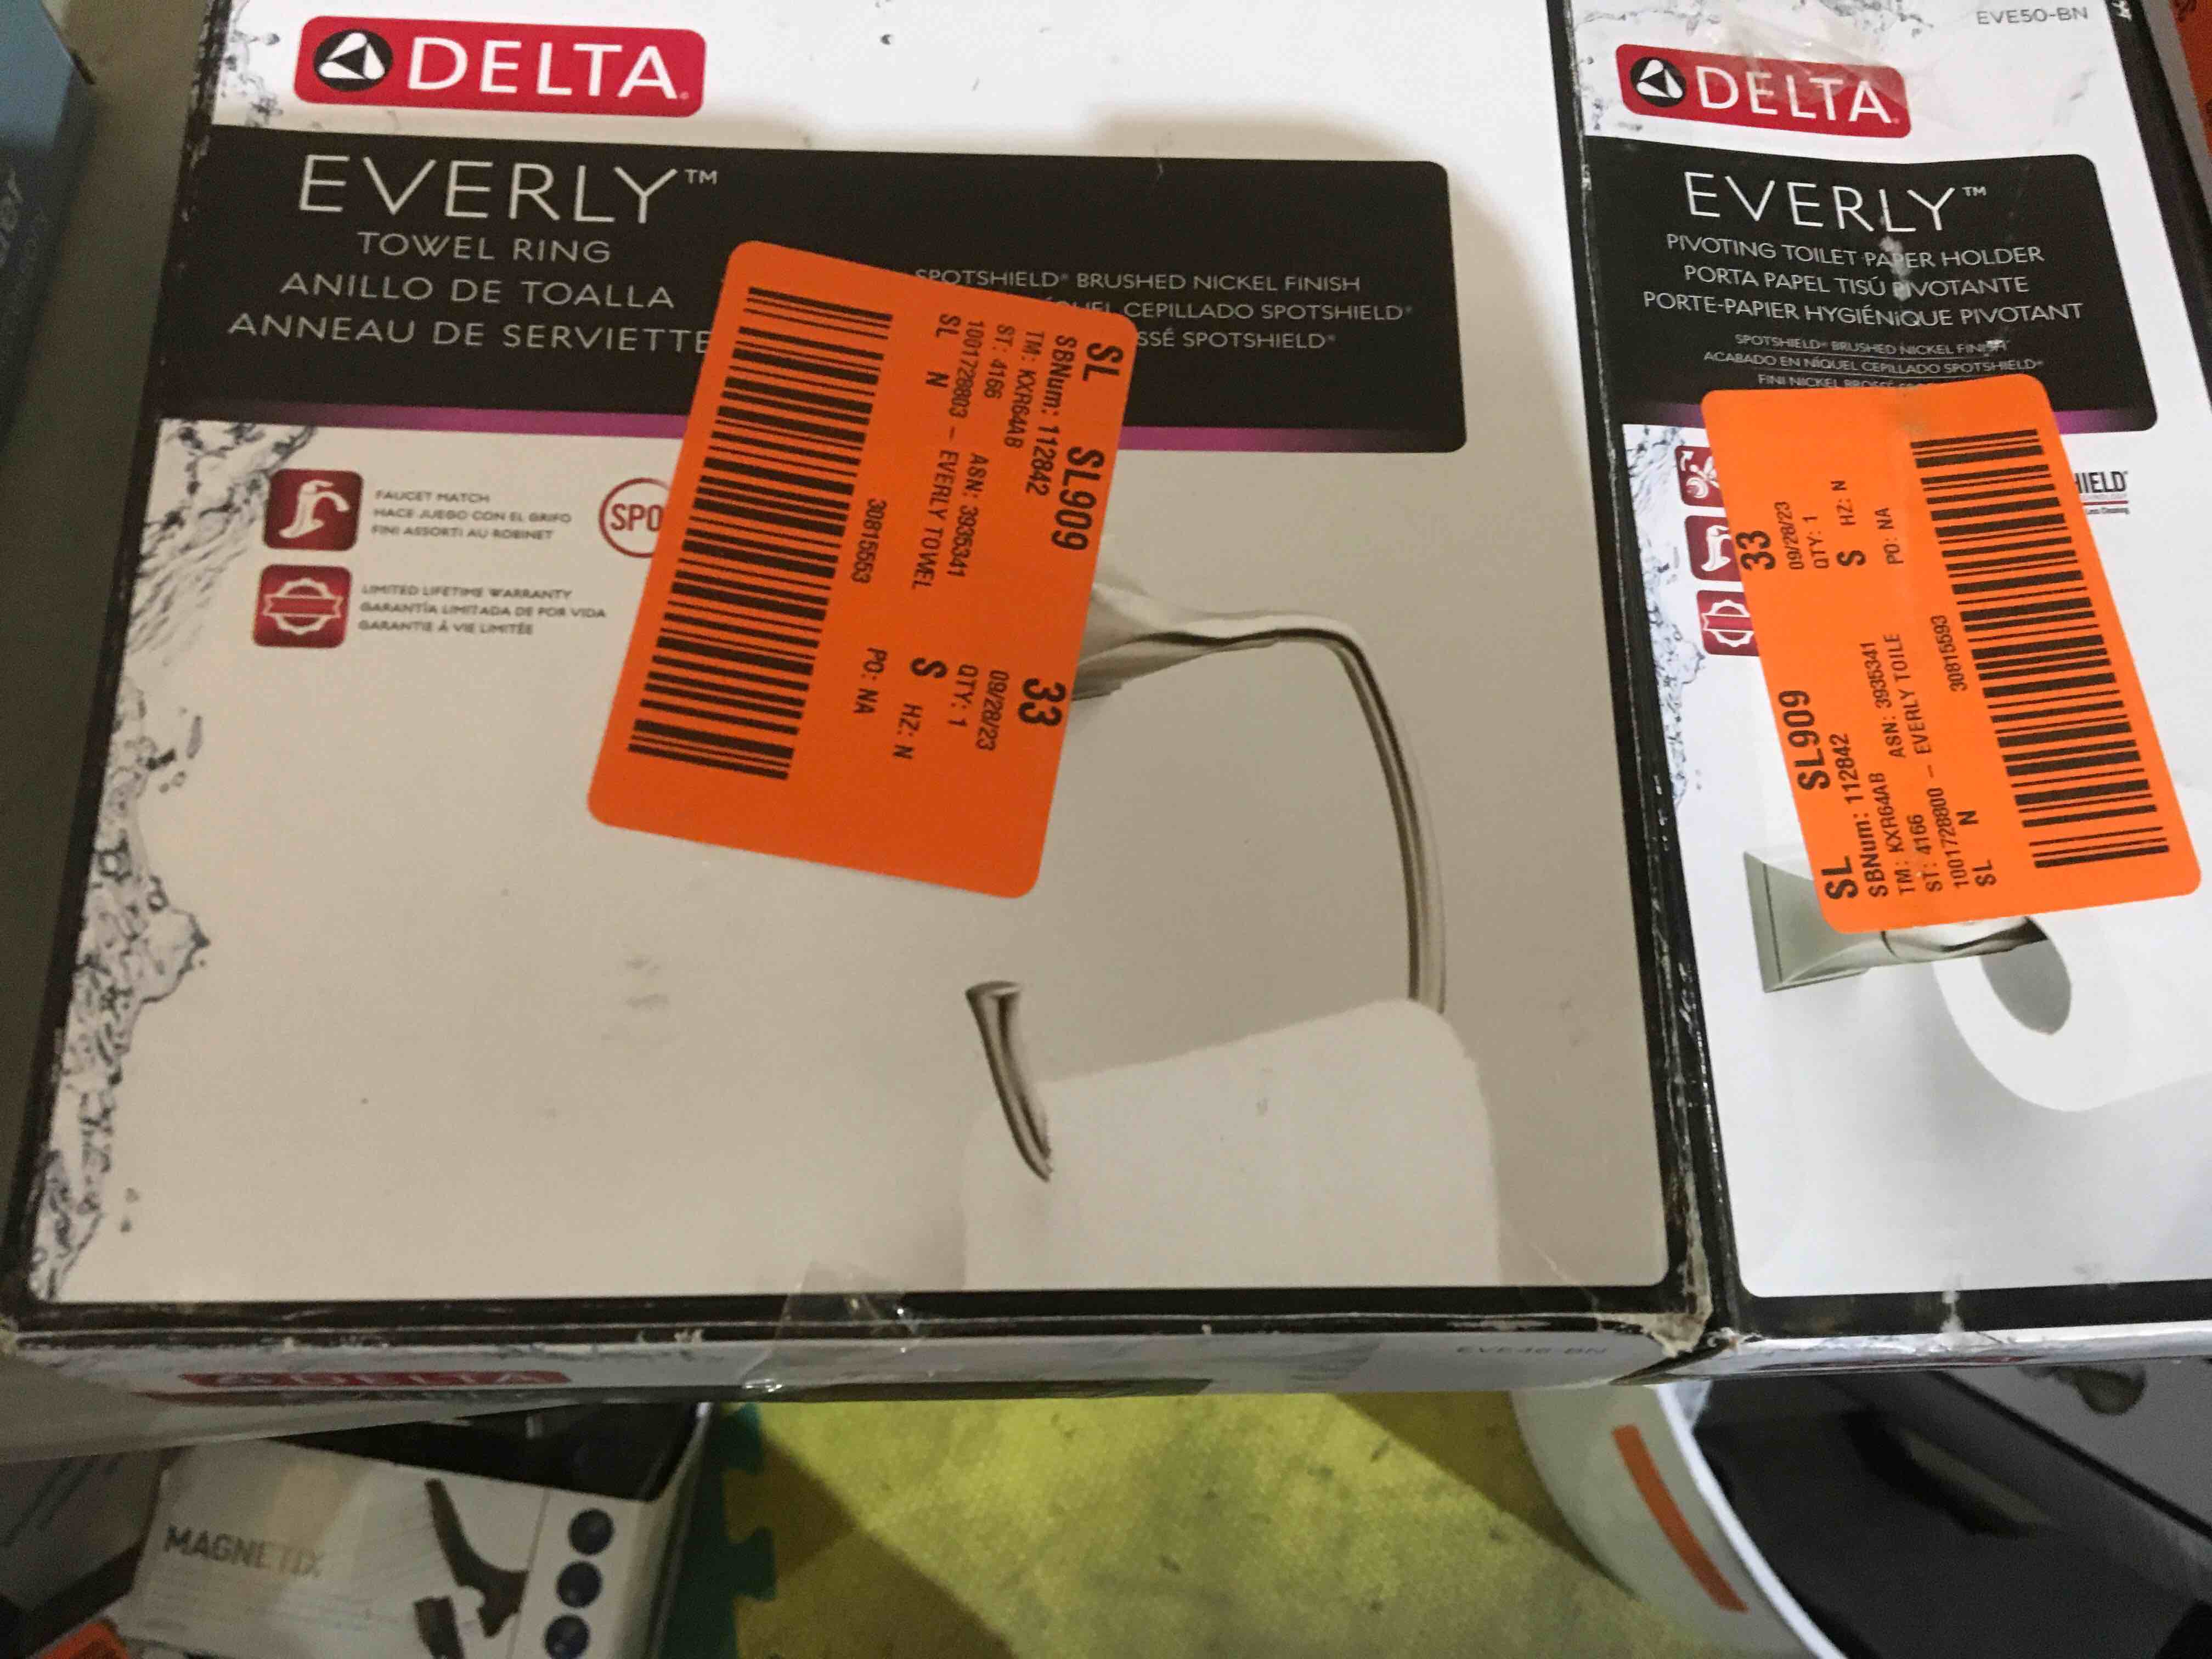 DELTA
EVERLY™
TOWEL RING
ANILLO DE TOALLA
ANNEAU DE SERVIETTE
SPOTSHIELD® BRUSHED NICKEL FINISH
CEPILLADO SPOTSHIELD®
SSÉ SPOTSHIELD®
FAUCET MATCH
HACE JUEGO CON EL GRIFO
FINI ASSORTI AU ROBINET
SPO
LIMITED LIFETIME WARRANTY
GARANTÍA LIMITADA DE POR VIDA
GARANTIE À VIE LIMITÉE
SL SL909 33
SBNum: 112842 09/28/23
TM: KXR64AB ASN: 3935341 QTY: 1
ST: 4166
1001728803 – EVERLY TOWEL S HZ: N
SL N
30815553 PO: NA
EVE50-BN
DELTA
EVERLY™
PIVOTING TOILET PAPER HOLDER
PORTA PAPEL TISÚ PIVOTANTE
PORTE-PAPIER HYGIÉNIQUE PIVOTANT
SPOTSHIELD® BRUSHED NICKEL FINISH
ACABADO EN NÍQUEL CEPILLADO SPOTSHIELD®
FINI NICKEL BROSSÉ
HIELD
SL SL909 33
SBNum: 112842 09/28/23
TM: KXR64AB ASN: 3935341 QTY: 1
ST: 4166
1001728800 – EVERLY TOILE S HZ: N
SL N
30815593 PO: NA
DELTA
MAGNETIX